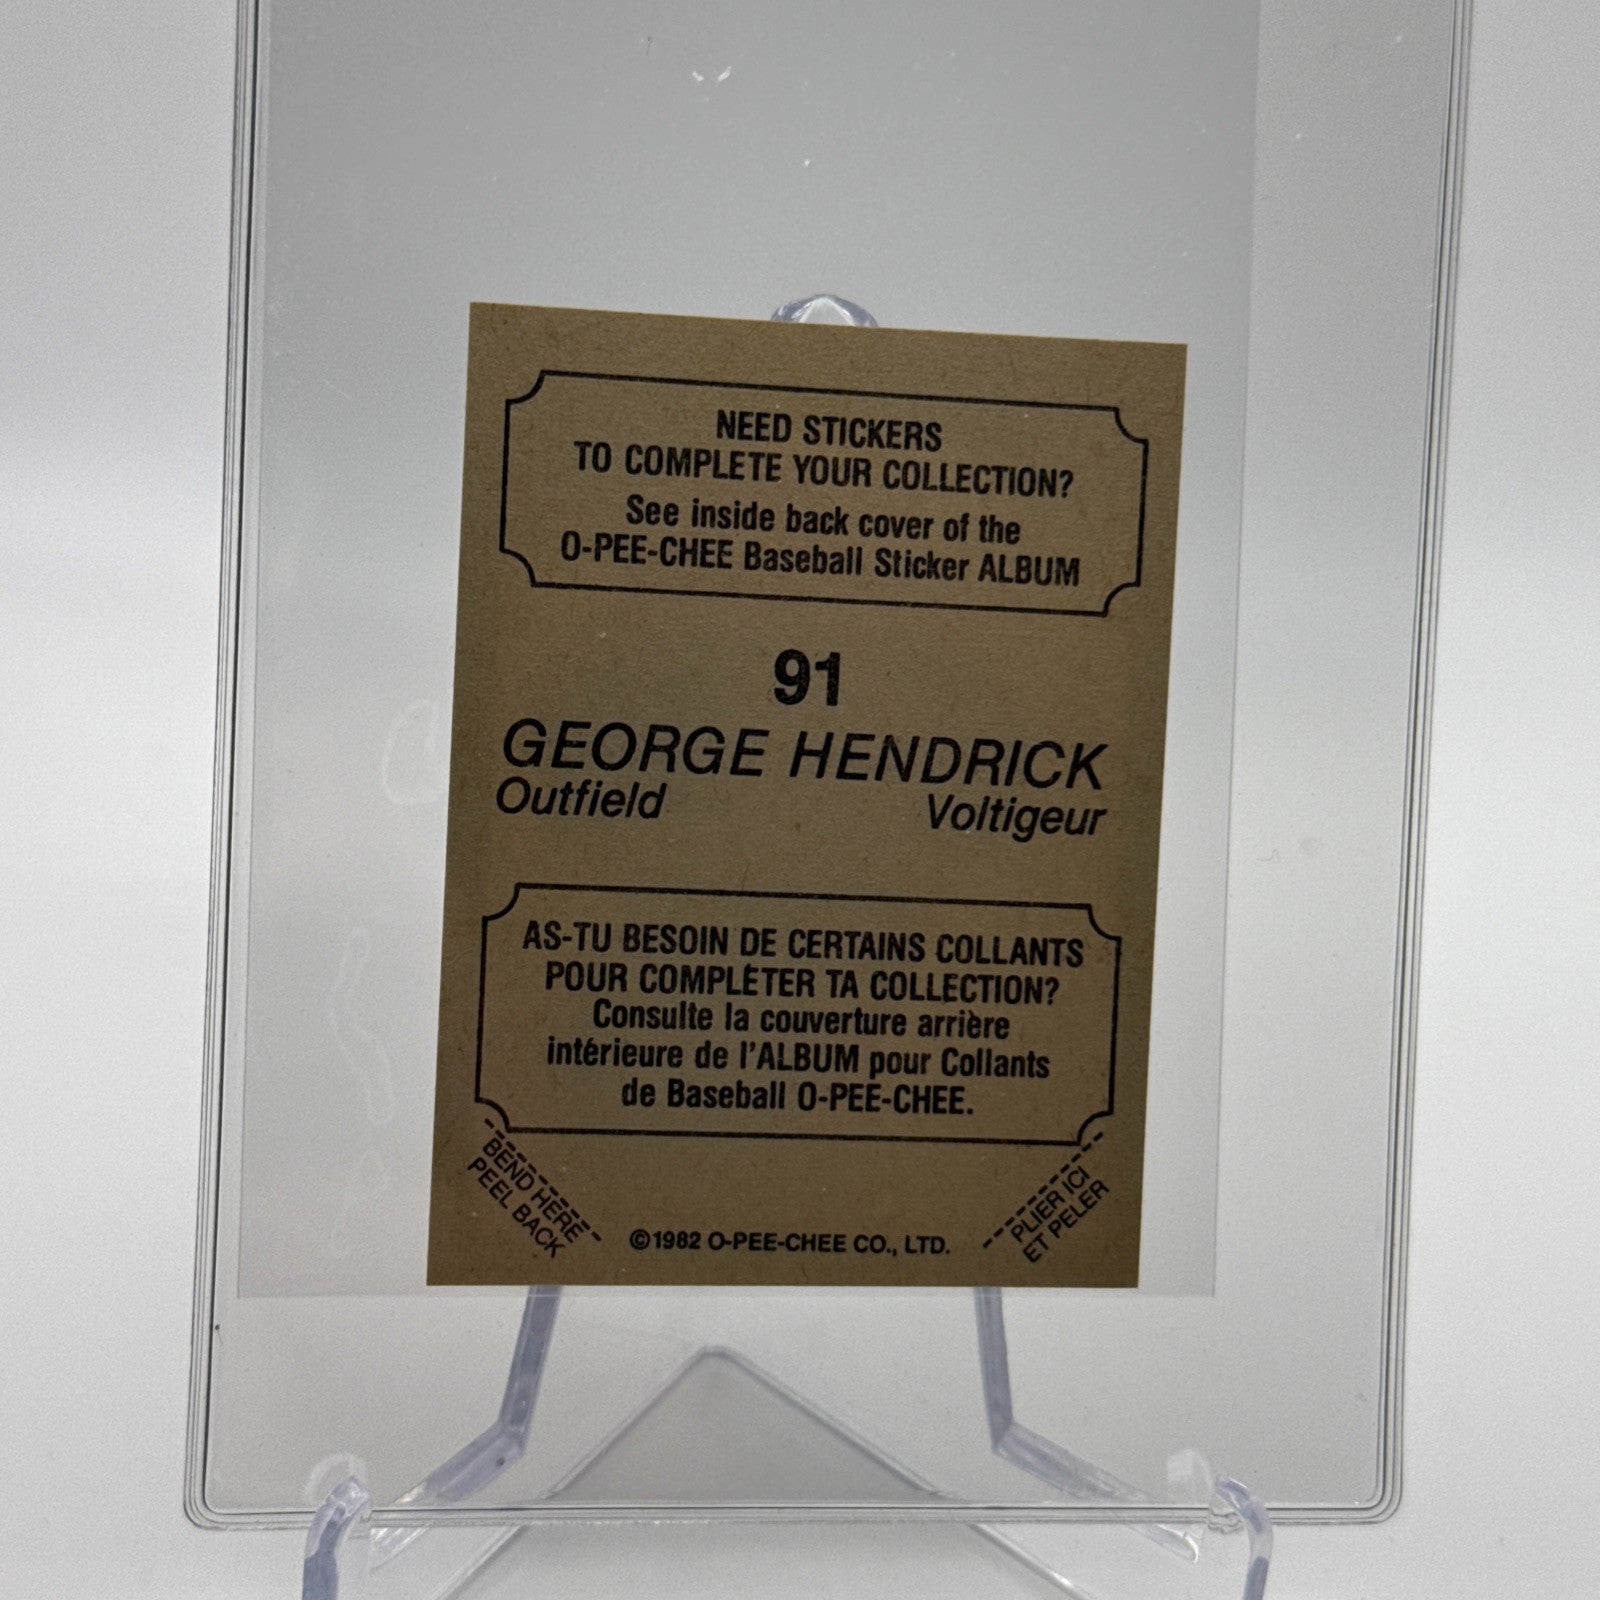 NEED STICKERS
TO COMPLETE YOUR COLLECTION?
See inside back cover of the
O-PEE-CHEE Baseball Sticker ALBUM
91
GEORGE HENDRICK
Outfield Voltigeur
AS-TU BESOIN DE CERTAINS COLLANTS
POUR COMPLÉTER TA COLLECTION?
Consulte la couverture arrière
intérieure de l'ALBUM pour Collants
de Baseball O-PEE-CHEE.
BEND HERE
PEEL BACK
©1982 O-PEE-CHEE CO., LTD.
PLIER ICI
ET PELER